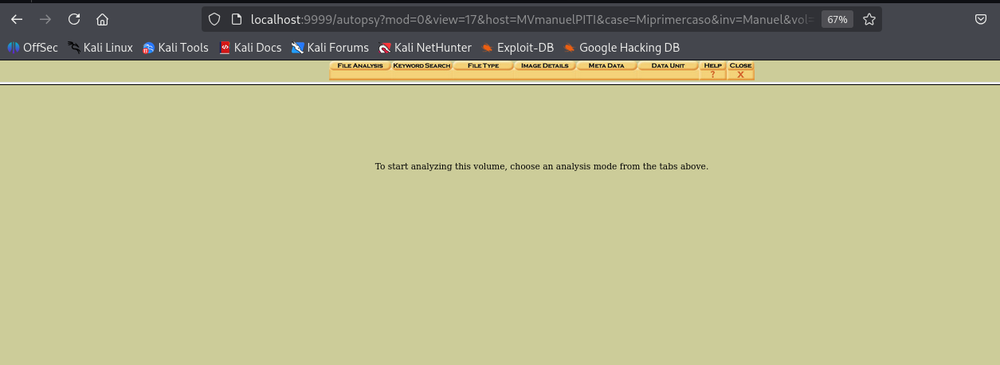 localhost:9999/autopsy?mod=0&view=17&host=MVmanuelPITI&case=Miprimercaso&inv=Manuel&vol= 67%
OffSec Kali Linux Kali Tools Kali Docs Kali Forums Kali NetHunter Exploit-DB Google Hacking DB
FILE ANALYSIS KEYWORD SEARCH FILE TYPE IMAGE DETAILS META DATA DATA UNIT HELP CLOSE
? X
To start analyzing this volume, choose an analysis mode from the tabs above.